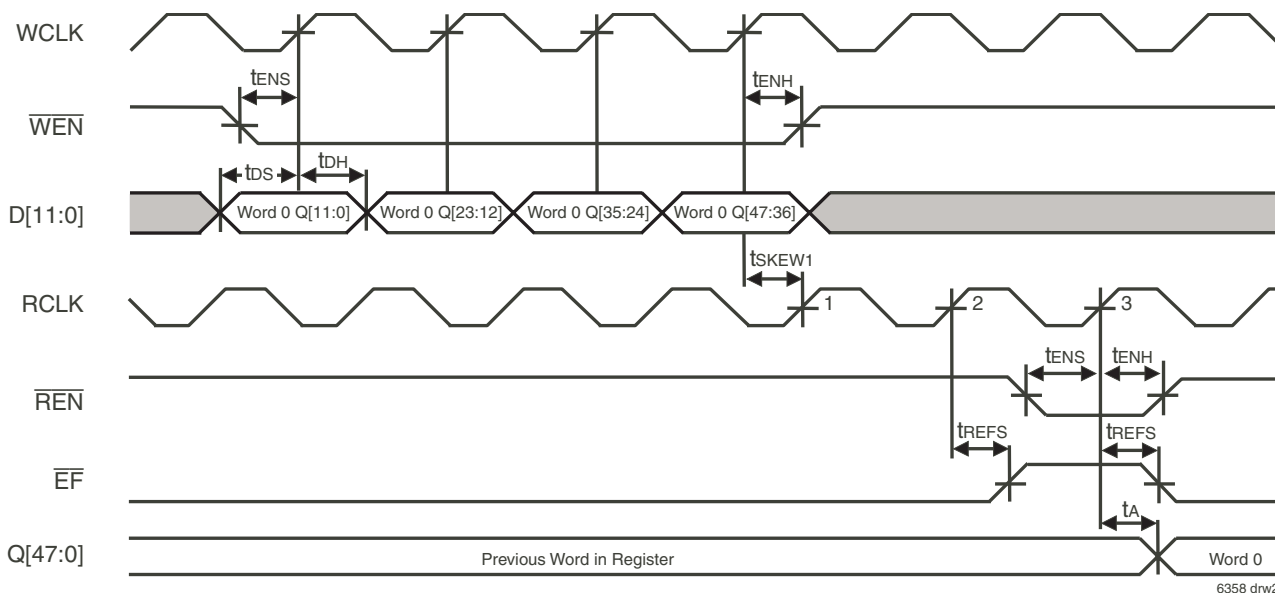 WCLK
tENS
tENH
WEN
tDS
tDH
D[11:0]
Word 0 Q[11:0]
Word 0 Q[23:12]
Word 0 Q[35:24]
Word 0 Q[47:36]
tSKEW1
RCLK
1
2
3
tENS
tENH
REN
tREFS
tREFS
EF
tA
Q[47:0]
Previous Word in Register
Word 0